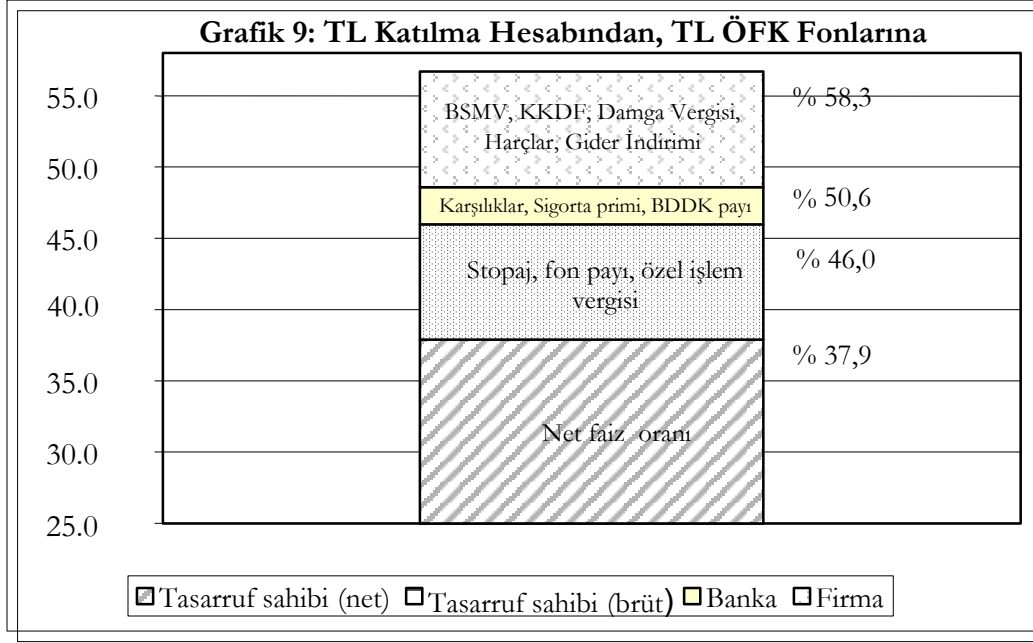 Grafik 9: TL Katılma Hesabından, TL ÖFK Fonlarına
55.0
50.0
45.0
40.0
35.0
30.0
25.0
BSMV, KKDF, Damga Vergisi,
Harçlar, Gider İndirimi
% 58,3
Karşılıklar, Sigorta primi, BDDK payı
% 50,6
Stopaj, fon payı, özel işlem
vergisi
% 46,0
% 37,9
Net faiz oranı
Tasarruf sahibi (net) Tasarruf sahibi (brüt) Banka Firma